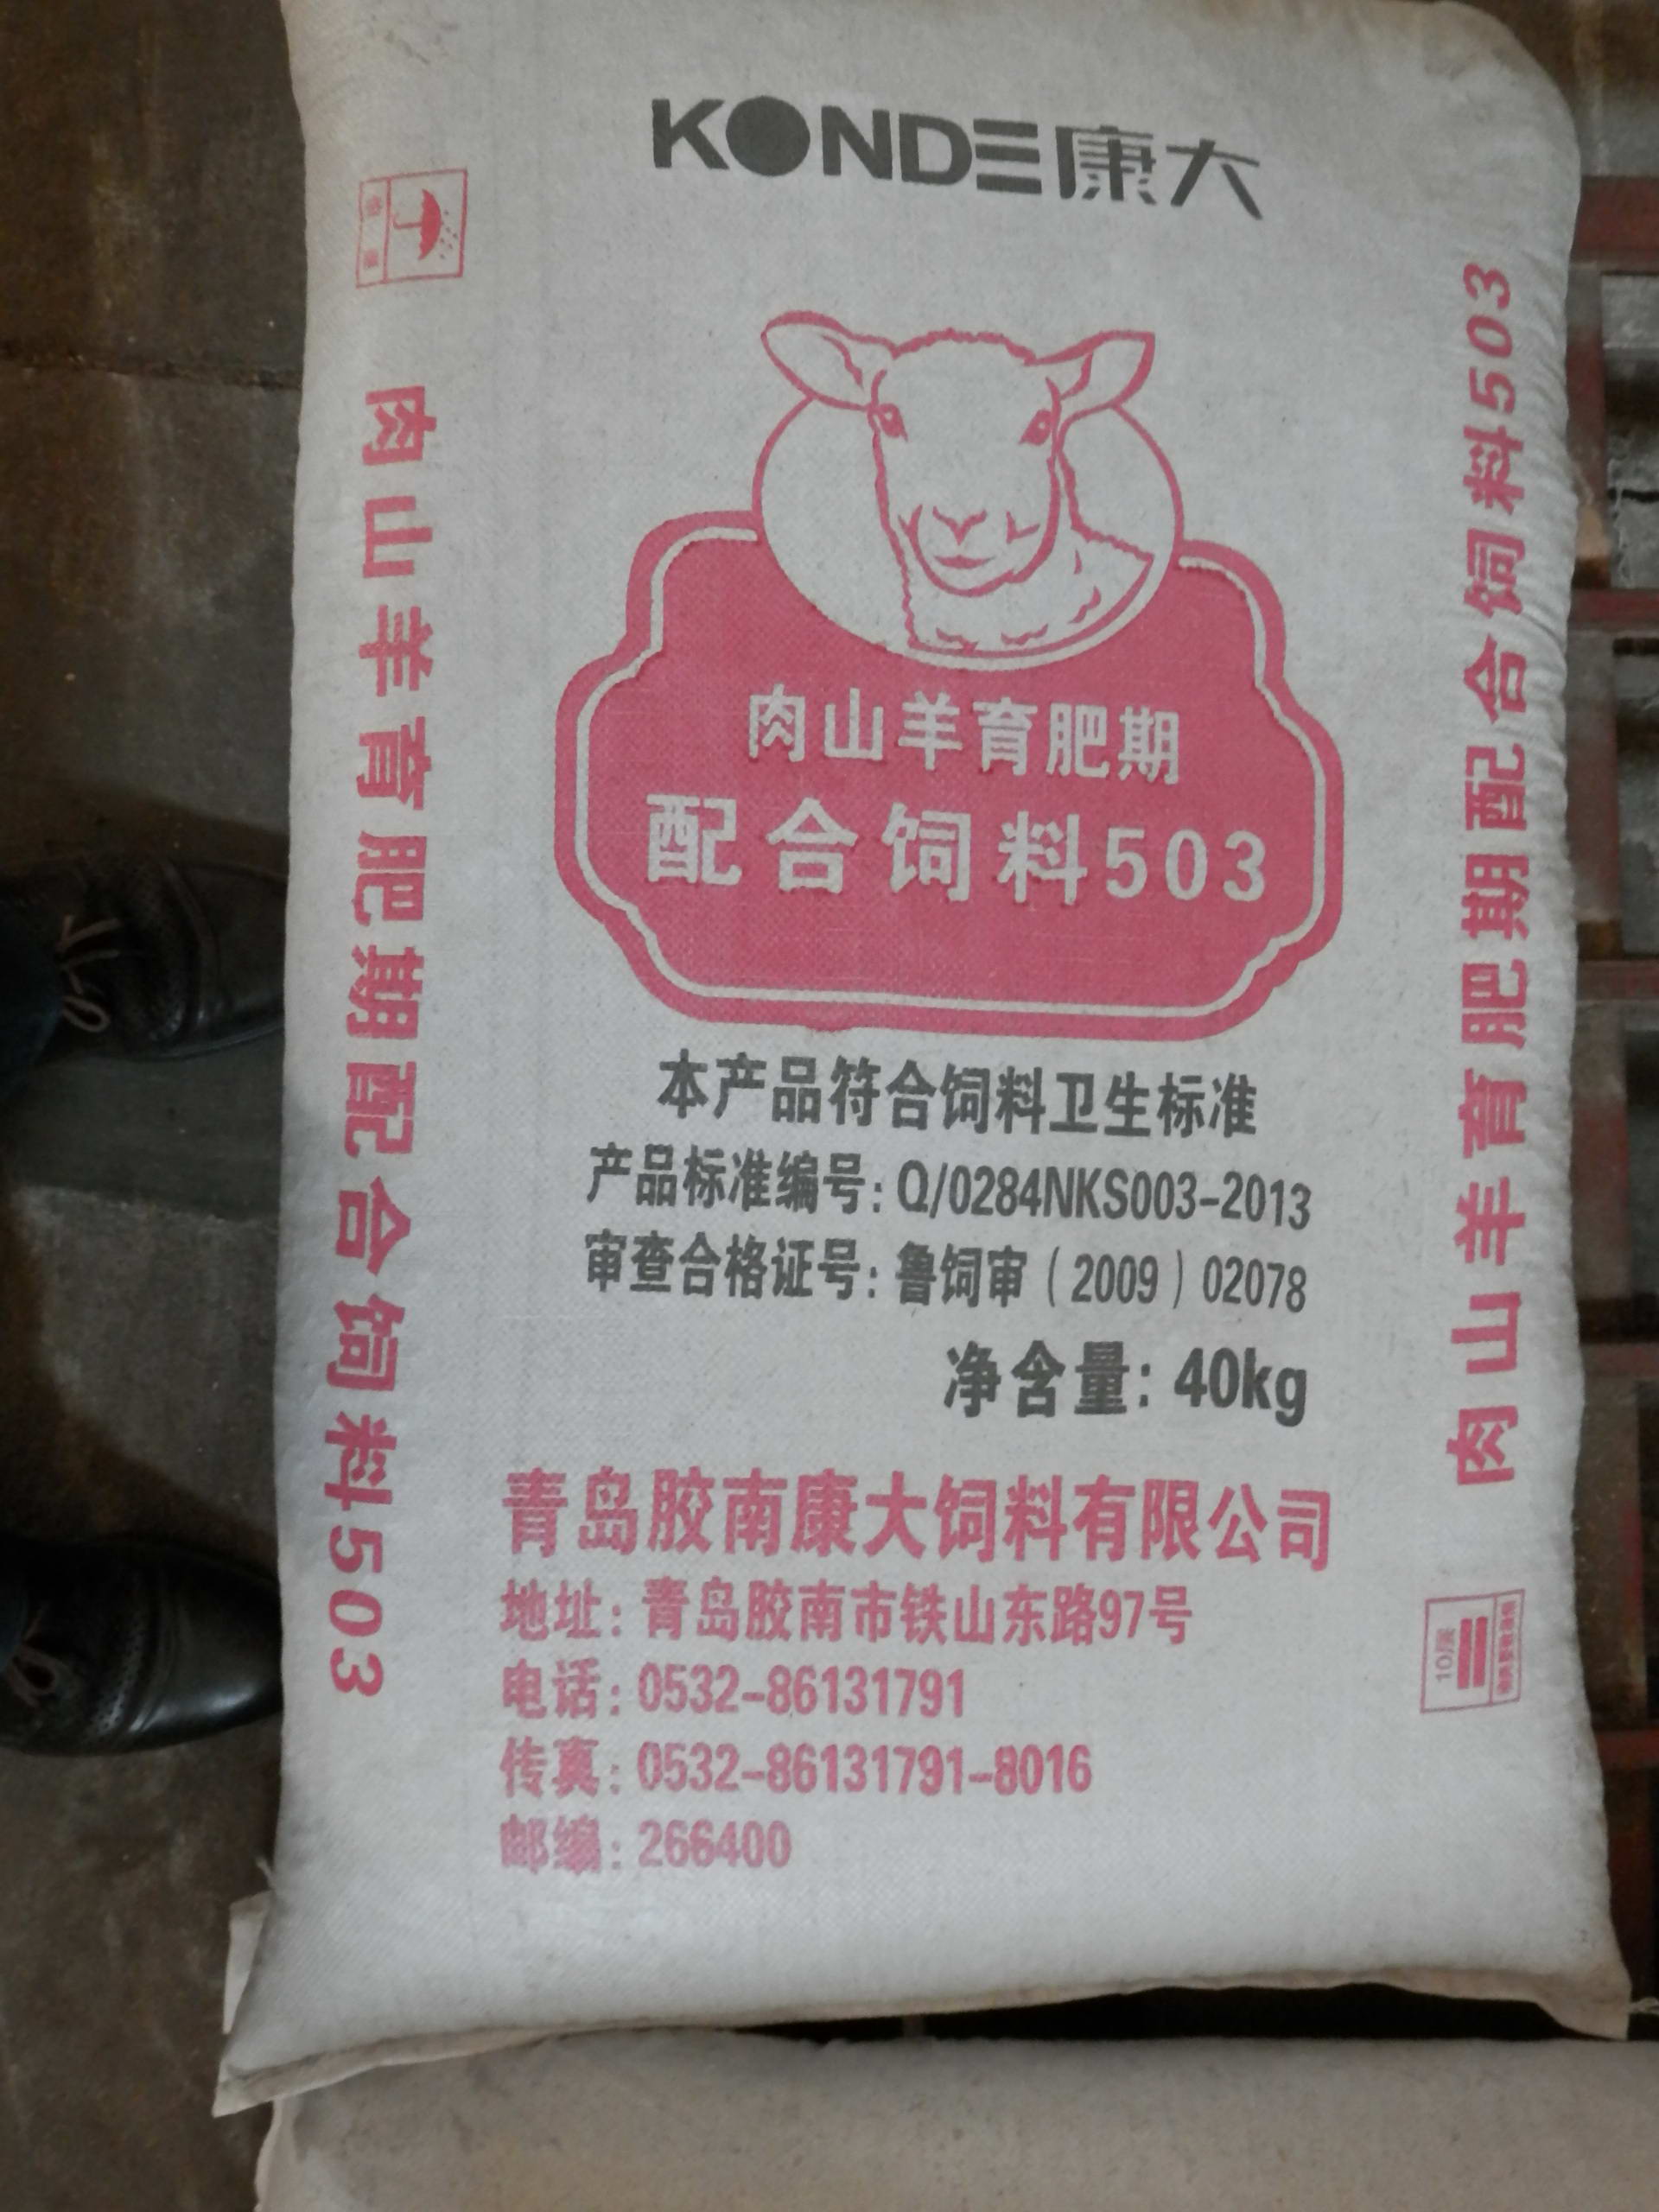 KONDE康大
肉山羊育肥期
配合饲料503
本产品符合饲料卫生标准
产品标准编号：Q/0284NKS003-2013
审查合格证号：鲁饲审（2009）02078
净含量：40kg
青岛胶南康大饲料有限公司
地址：青岛胶南市铁山东路97号
电话：0532-86131791
传真：0532-86131791-8016
邮编：266400
肉山羊育肥期配合饲料503
肉山羊育肥期配合饲料503
10层